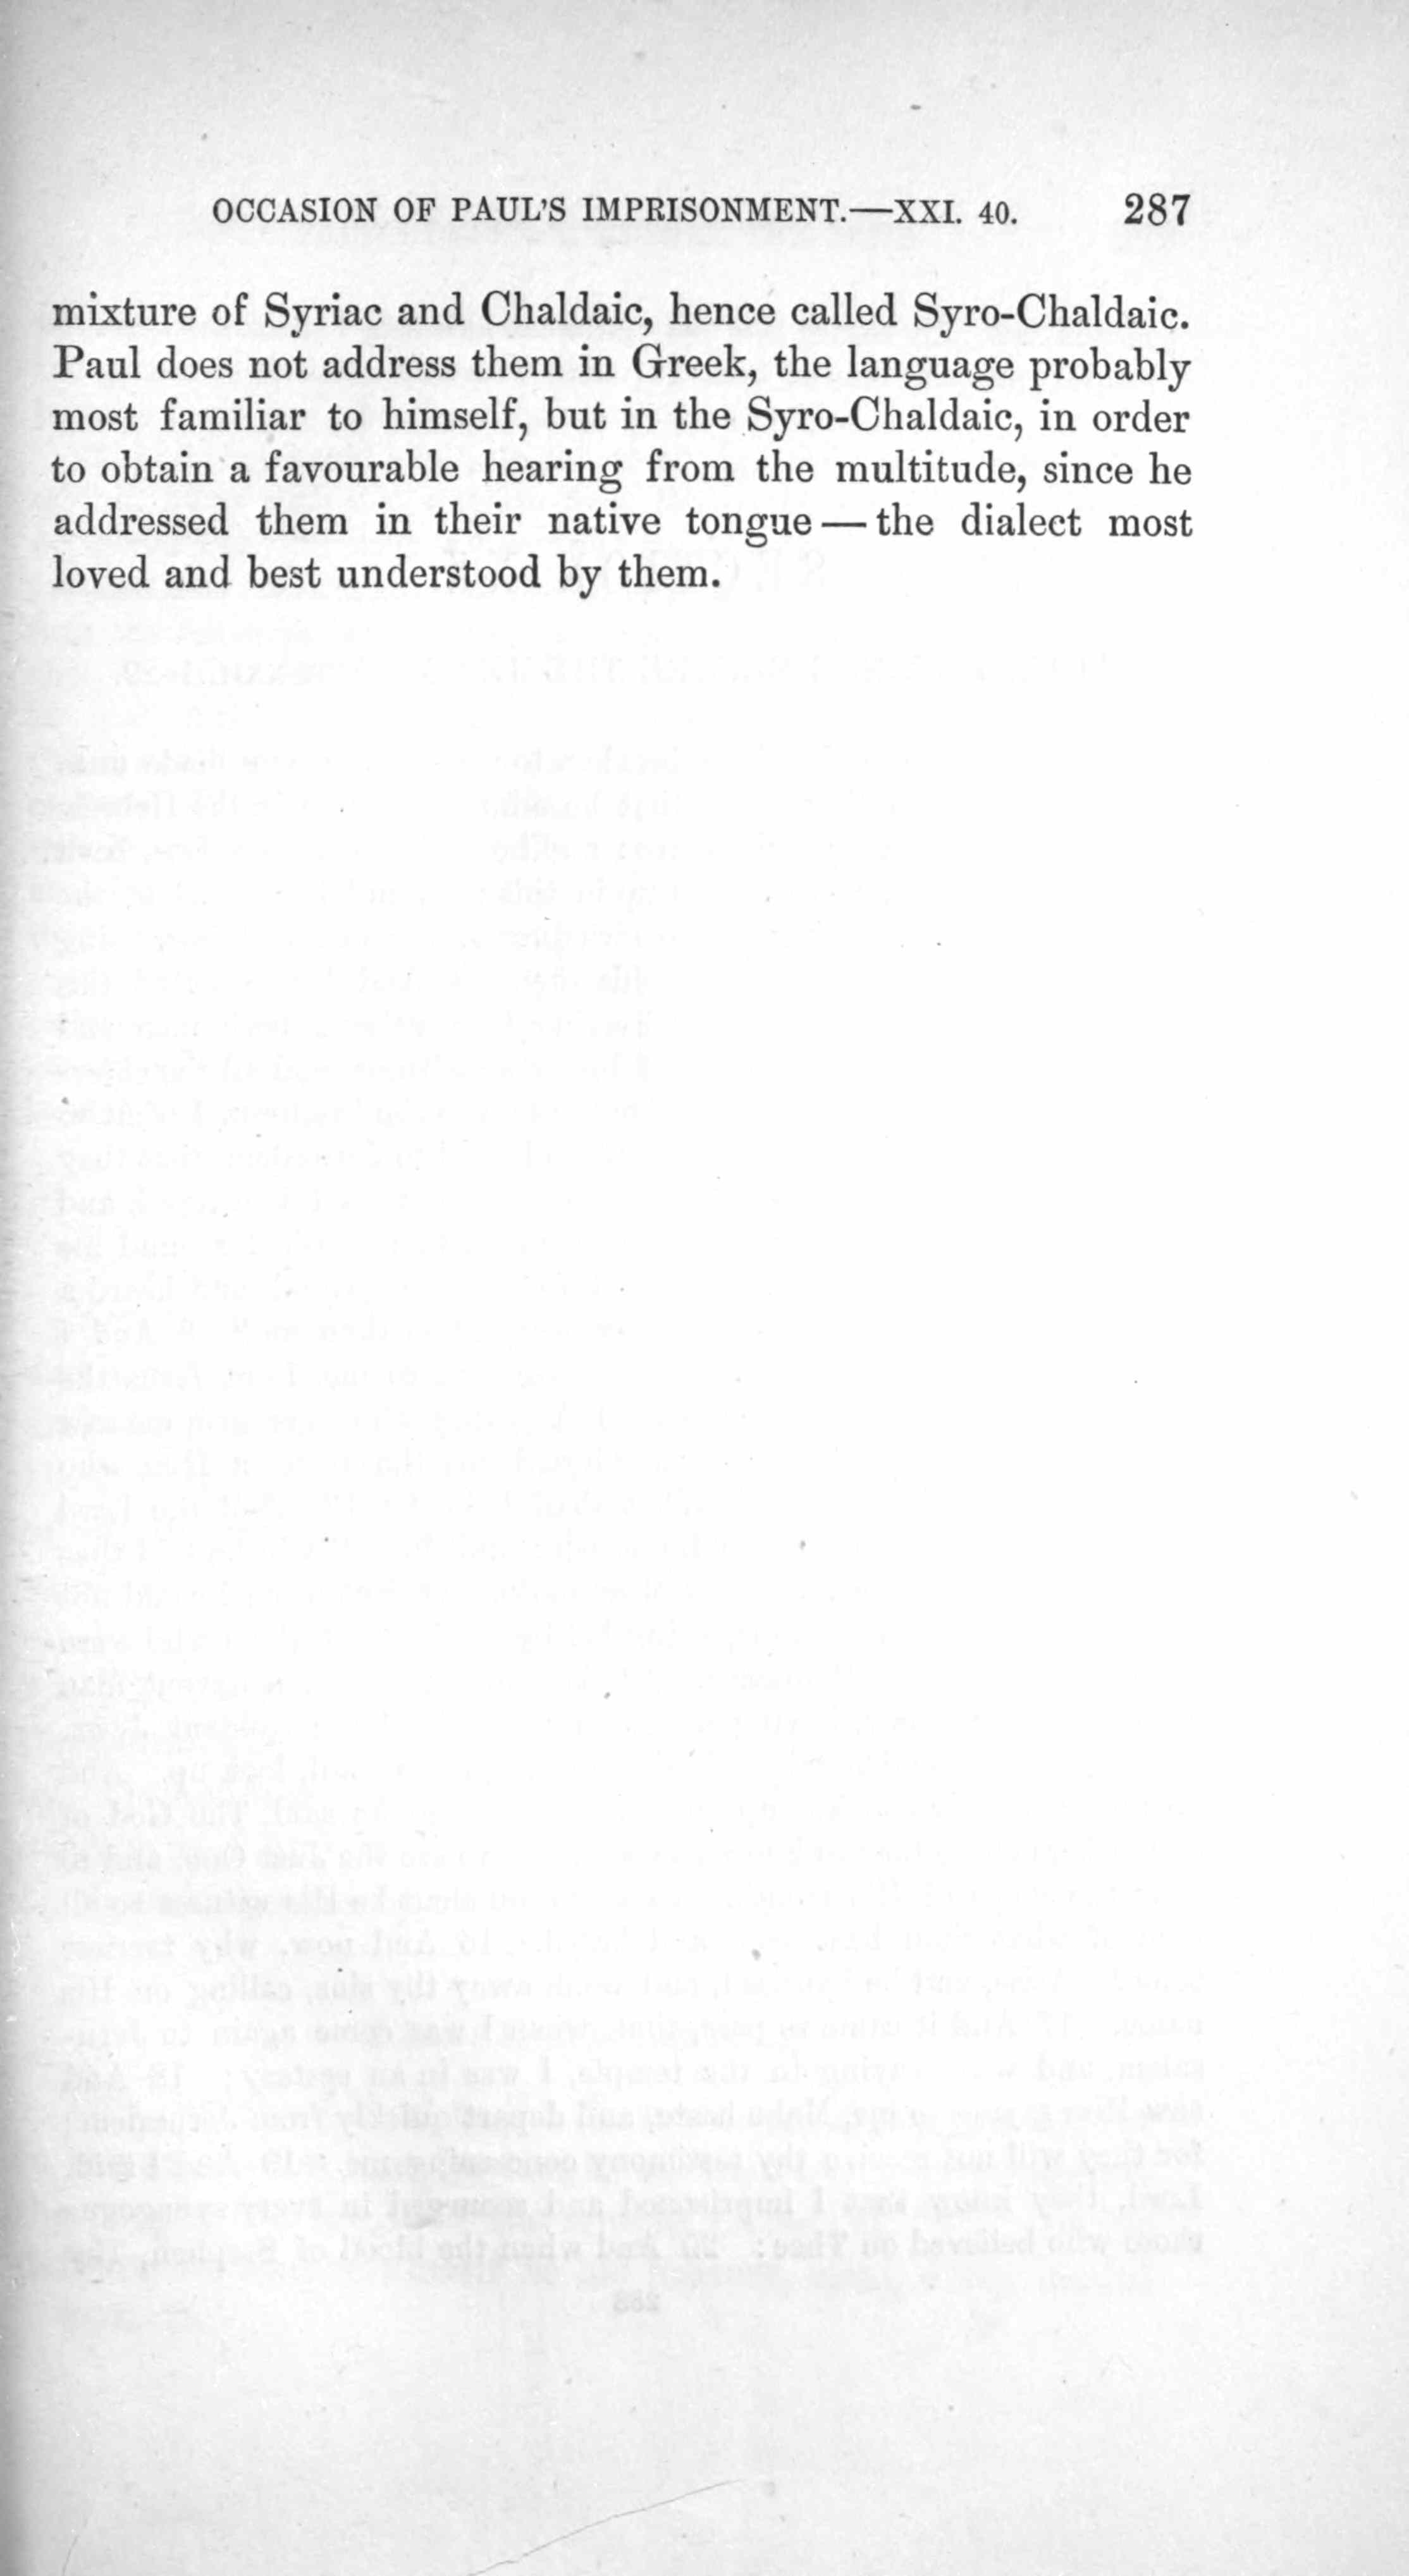 OCCASION OF PAUL'S IMPRISONMENT.—XXI. 40. 287
mixture of Syriac and Chaldaic, hence called Syro-Chaldaic.
Paul does not address them in Greek, the language probably
most familiar to himself, but in the Syro-Chaldaic, in order
to obtain a favourable hearing from the multitude, since he
addressed them in their native tongue — the dialect most
loved and best understood by them.